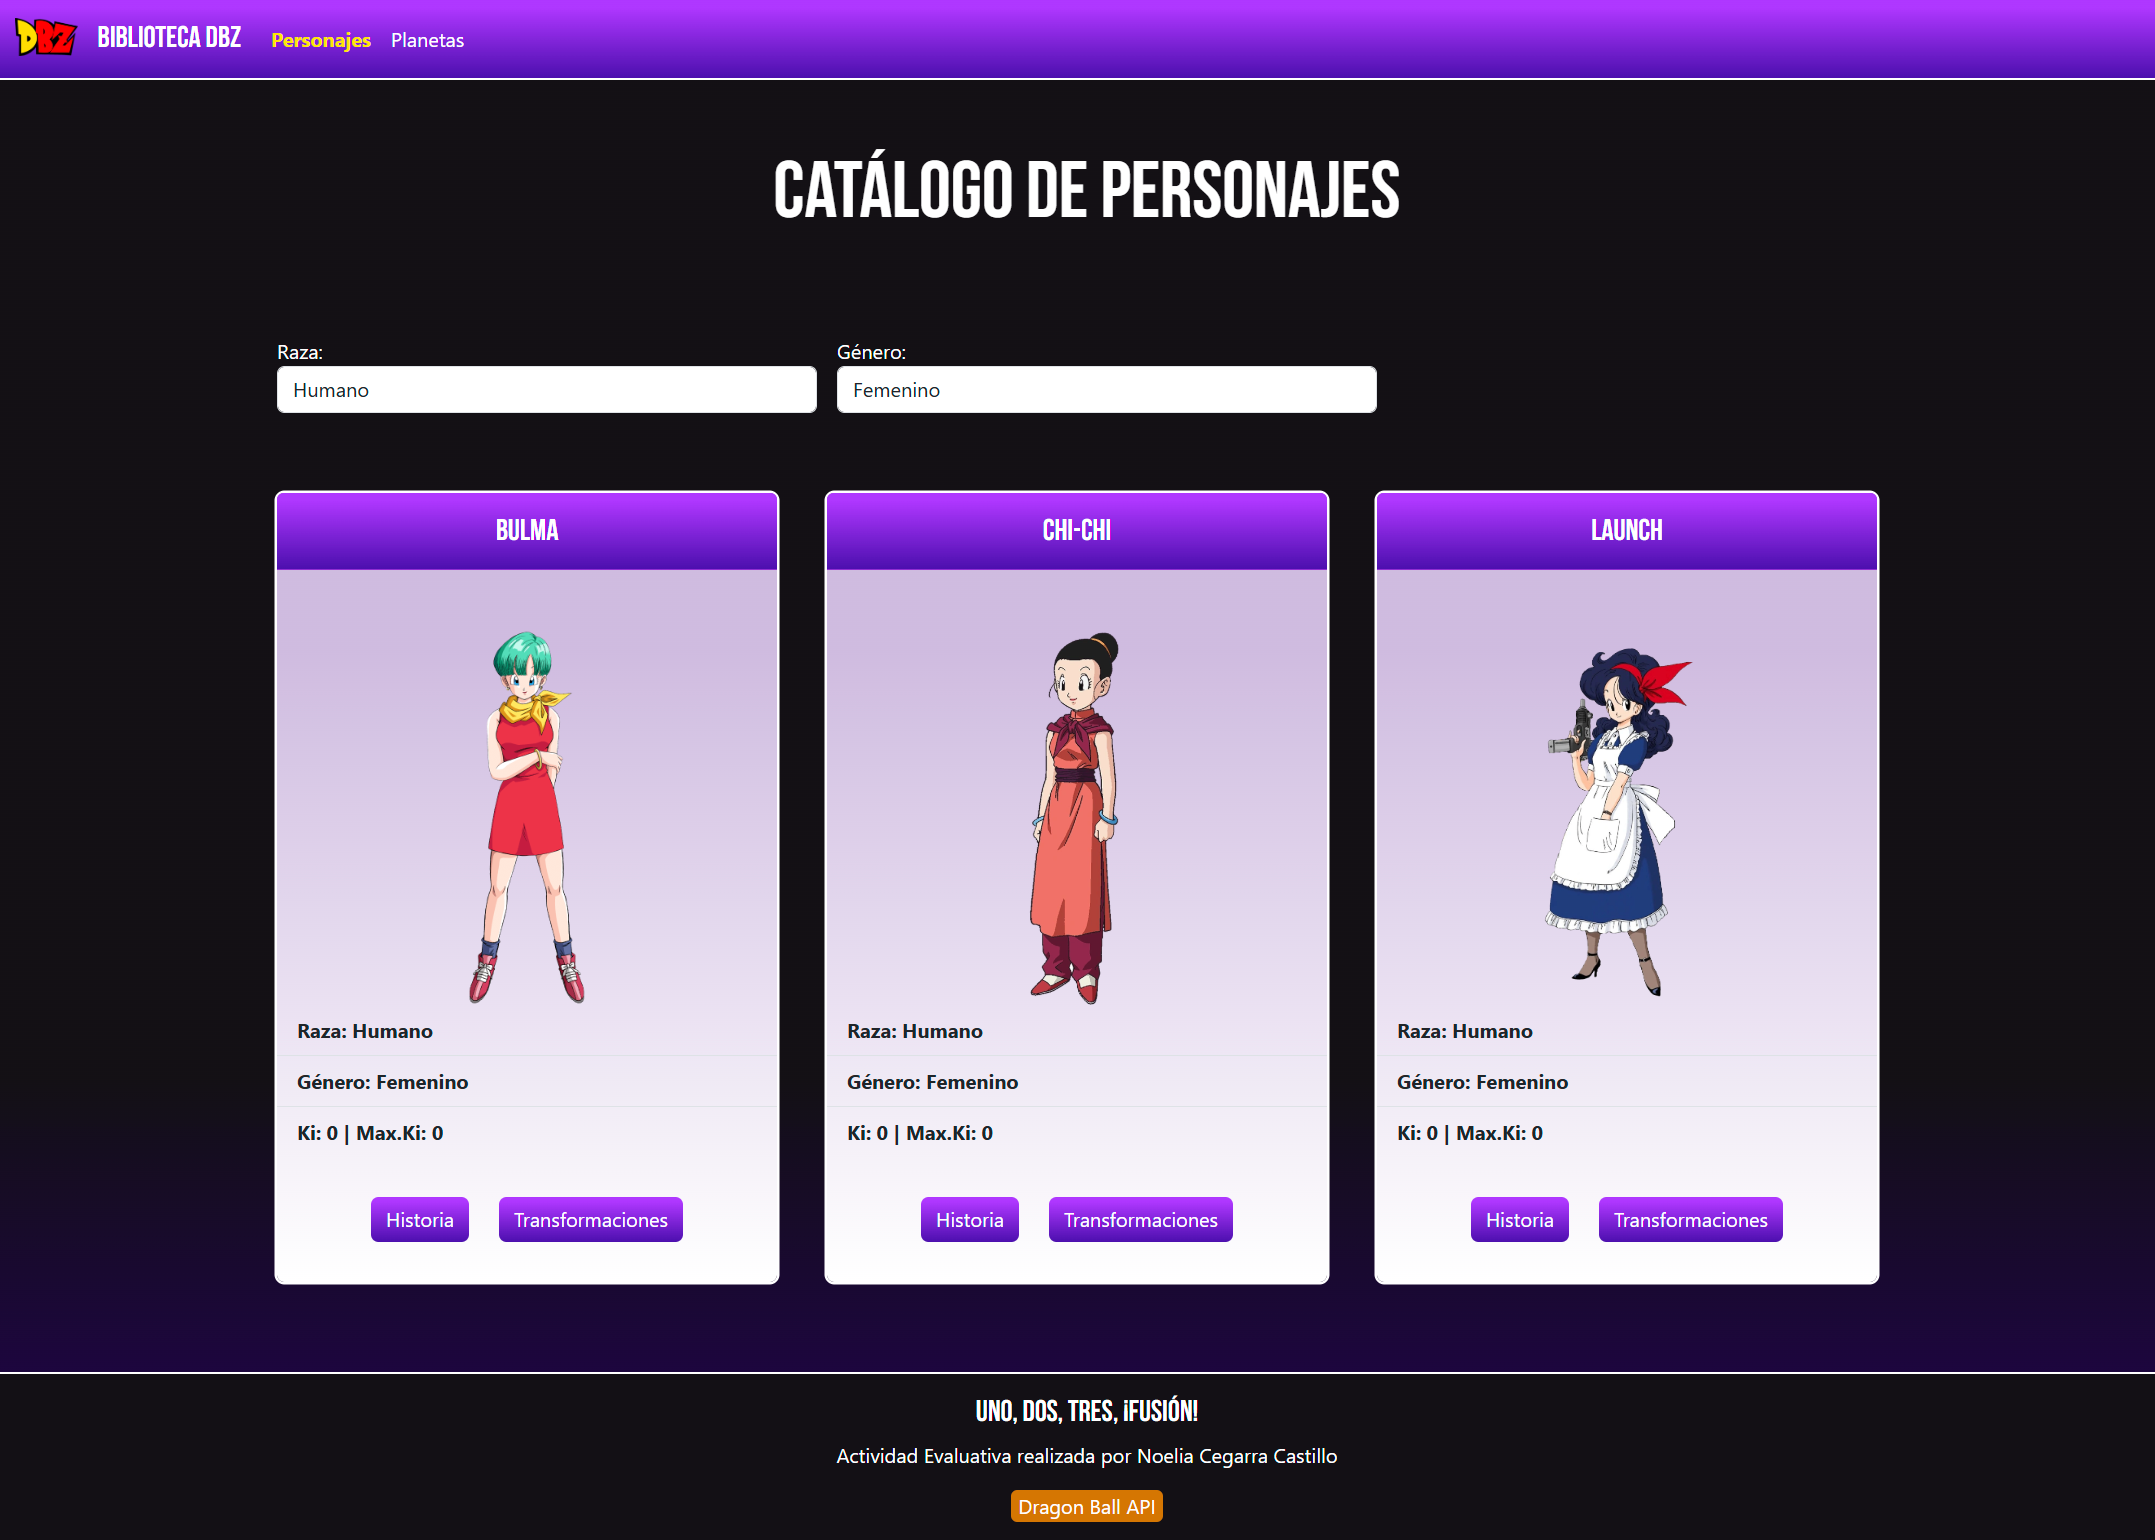 DBZ BIBLIOTECA DBZ Personajes Planetas
CATÁLOGO DE PERSONAJES
Raza: Género:
Humano Femenino
BULMA
Raza: Humano
Género: Femenino
Ki: 0 | Max.Ki: 0
Historia Transformaciones
CHI-CHI
Raza: Humano
Género: Femenino
Ki: 0 | Max.Ki: 0
Historia Transformaciones
LAUNCH
Raza: Humano
Género: Femenino
Ki: 0 | Max.Ki: 0
Historia Transformaciones
UNO, DOS, TRES, ¡FUSIÓN!
Actividad Evaluativa realizada por Noelia Cegarra Castillo
Dragon Ball API